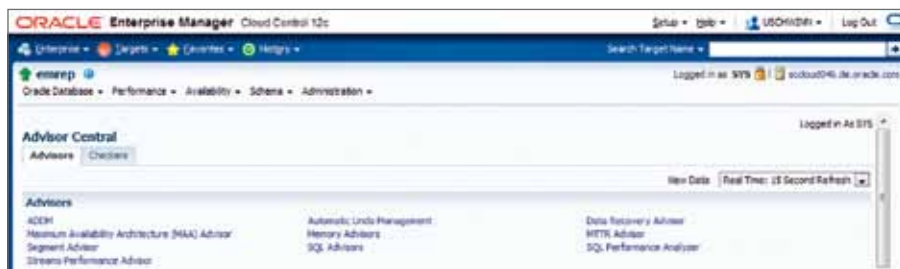 ORACLE Enterprise Manager Cloud Control 12c
Setup Help USCHWINN Log Out
Enterprise Targets Favorites History
Search Target Name
emrep
Logged in as SYS
Oracle Database Performance Availability Schema Administration
Logged in As SYS
Advisor Central
Advisors Checkers
View Data Real Time: 15 Second Refresh
Advisors
ADDM Automatic Undo Management Data Recovery Advisor
Maximum Availability Architecture (MAA) Advisor Memory Advisors MTTR Advisor
Segment Advisor SQL Advisors SQL Performance Analyzer
Streams Performance Advisor